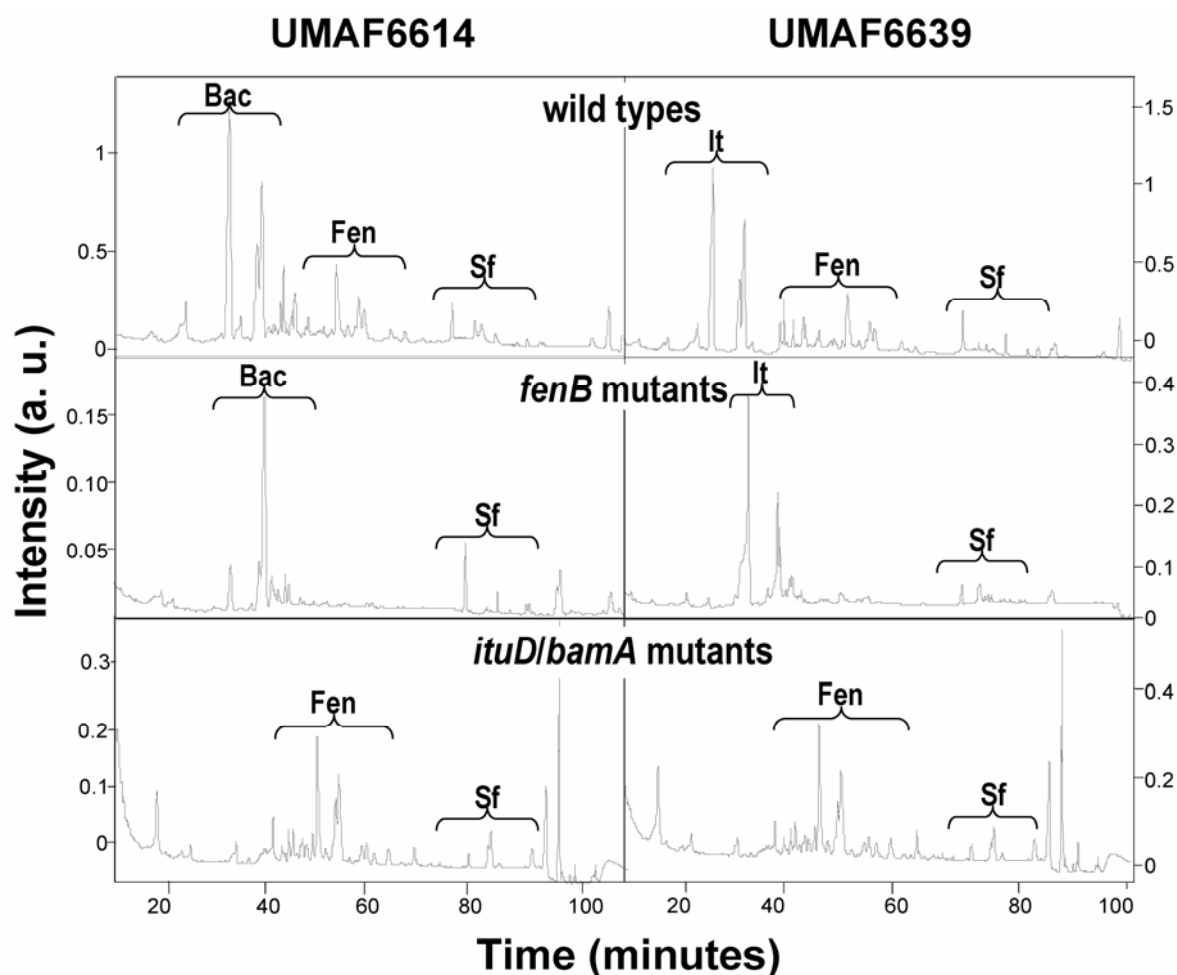 UMAF6614 UMAF6639
wild types
Bac
Fen
Sf
It
Fen
Sf
1
0.5
0
1.5
1
0.5
0
fenB mutants
Bac
Sf
It
Sf
0.15
0.10
0.05
0.4
0.3
0.2
0.1
0
ituD/bamA mutants
Fen
Sf
Fen
Sf
0.3
0.2
0.1
0
0.4
0.2
0
Intensity (a. u.)
20 40 60 80 100 20 40 60 80 100
Time (minutes)